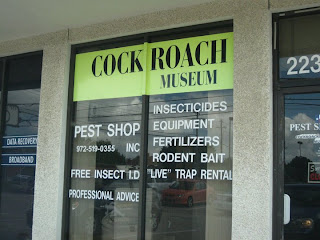 COCK ROACH
MUSEUM
PEST SHOP
972-519-0355 INC
FREE INSECT I.D
PROFESSIONAL ADVICE
INSECTICIDES
EQUIPMENT
FERTILIZERS
RODENT BAIT
"LIVE" TRAP RENTAL
DATA RECOVERY
BROADBAND
223
PEST